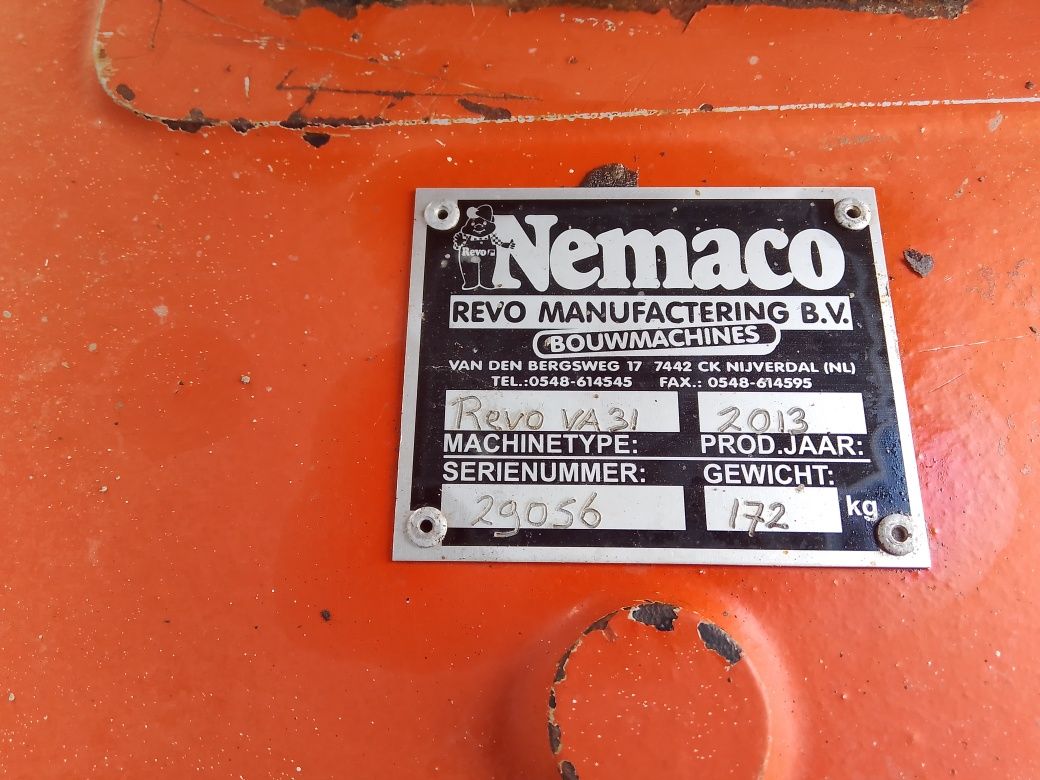 Revo
Nemaco
REVO MANUFACTERING B.V.
BOUWMACHINES
VAN DEN BERGSWEG 17 7442 CK NIJVERDAL (NL)
TEL.:0548-614545 FAX.: 0548-614595
Revo VA31 2013
MACHINETYPE: PROD.JAAR:
SERIENUMMER: GEWICHT:
29056 172 kg